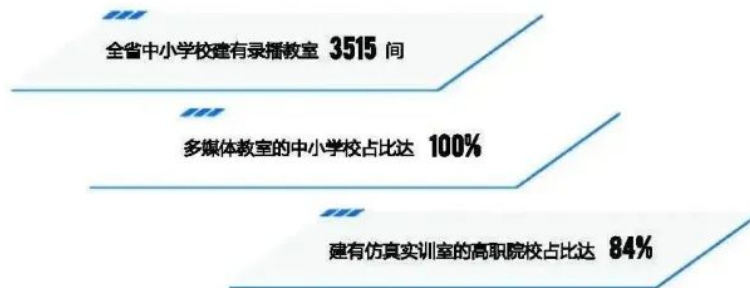 全省中小学校建有录播教室 3515 间
多媒体教室的中小学校占比达 100%
建有仿真实训室的高职院校占比达 84%